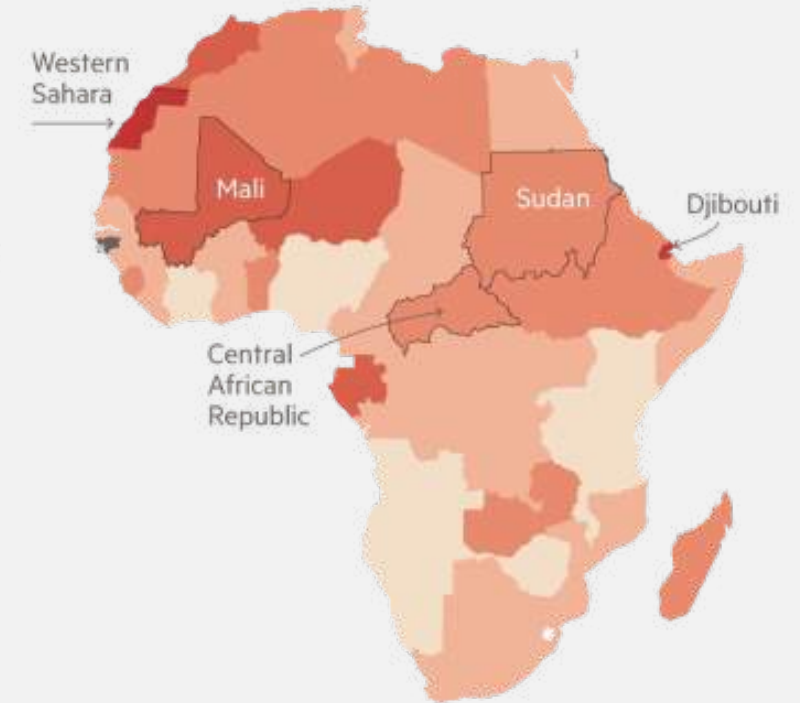 Western
Sahara
Mali
Sudan
Djibouti
Central
African
Republic